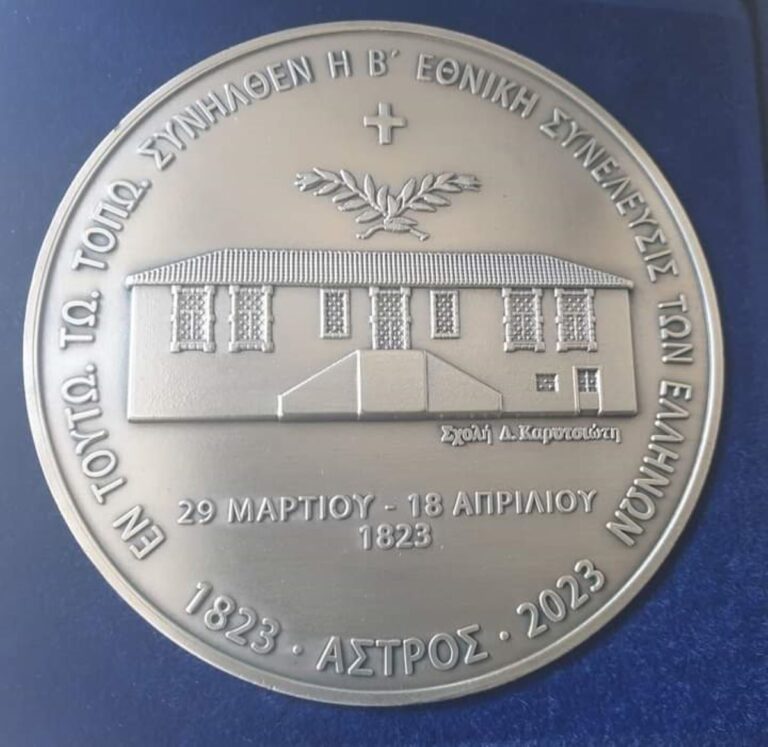 ΕΝ ΤΟΥΤΩ. ΤΩ. ΤΟΠΩ. ΣΥΝΗΛΘΕΝ Η Β΄ ΕΘΝΙΚΗ ΣΥΝΕΛΕΥΣΙΣ ΤΩΝ ΕΛΛΗΝΩΝ
Σχολή Δ. Καρυτσιώτη
29 ΜΑΡΤΙΟΥ - 18 ΑΠΡΙΛΙΟΥ
1823
1823 · ΑΣΤΡΟΣ · 2023